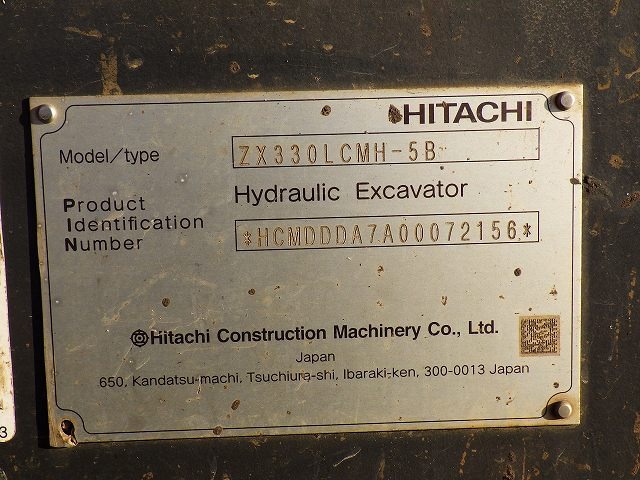 HITACHI
Model/type ZX330LCMH-5B
Hydraulic Excavator
Product
Identification
Number *HCMDDDA7A00072156*
Hitachi Construction Machinery Co., Ltd.
Japan
650, Kandatsu-machi, Tsuchiura-shi, Ibaraki-ken, 300-0013 Japan
3